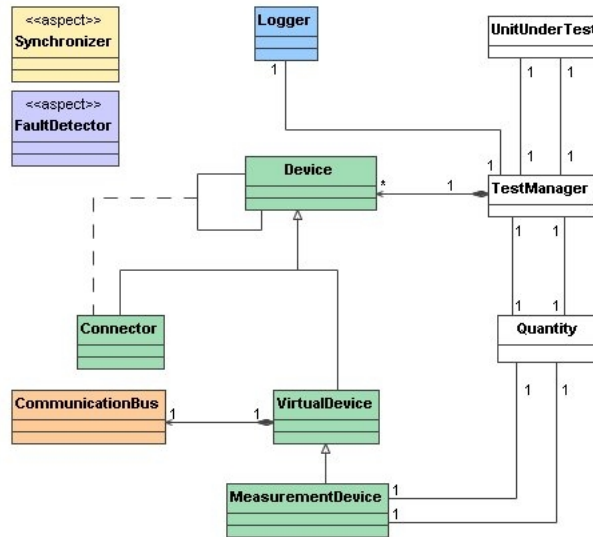 <<aspect>>
Synchronizer
Logger
UnitUnderTest
1
1
1
<<aspect>>
FaultDetector
1
1
1
Device
*
1
TestManager
1
1
Connector
1
1
Quantity
CommunicationBus
1
1
VirtualDevice
1
1
MeasurementDevice
1
1